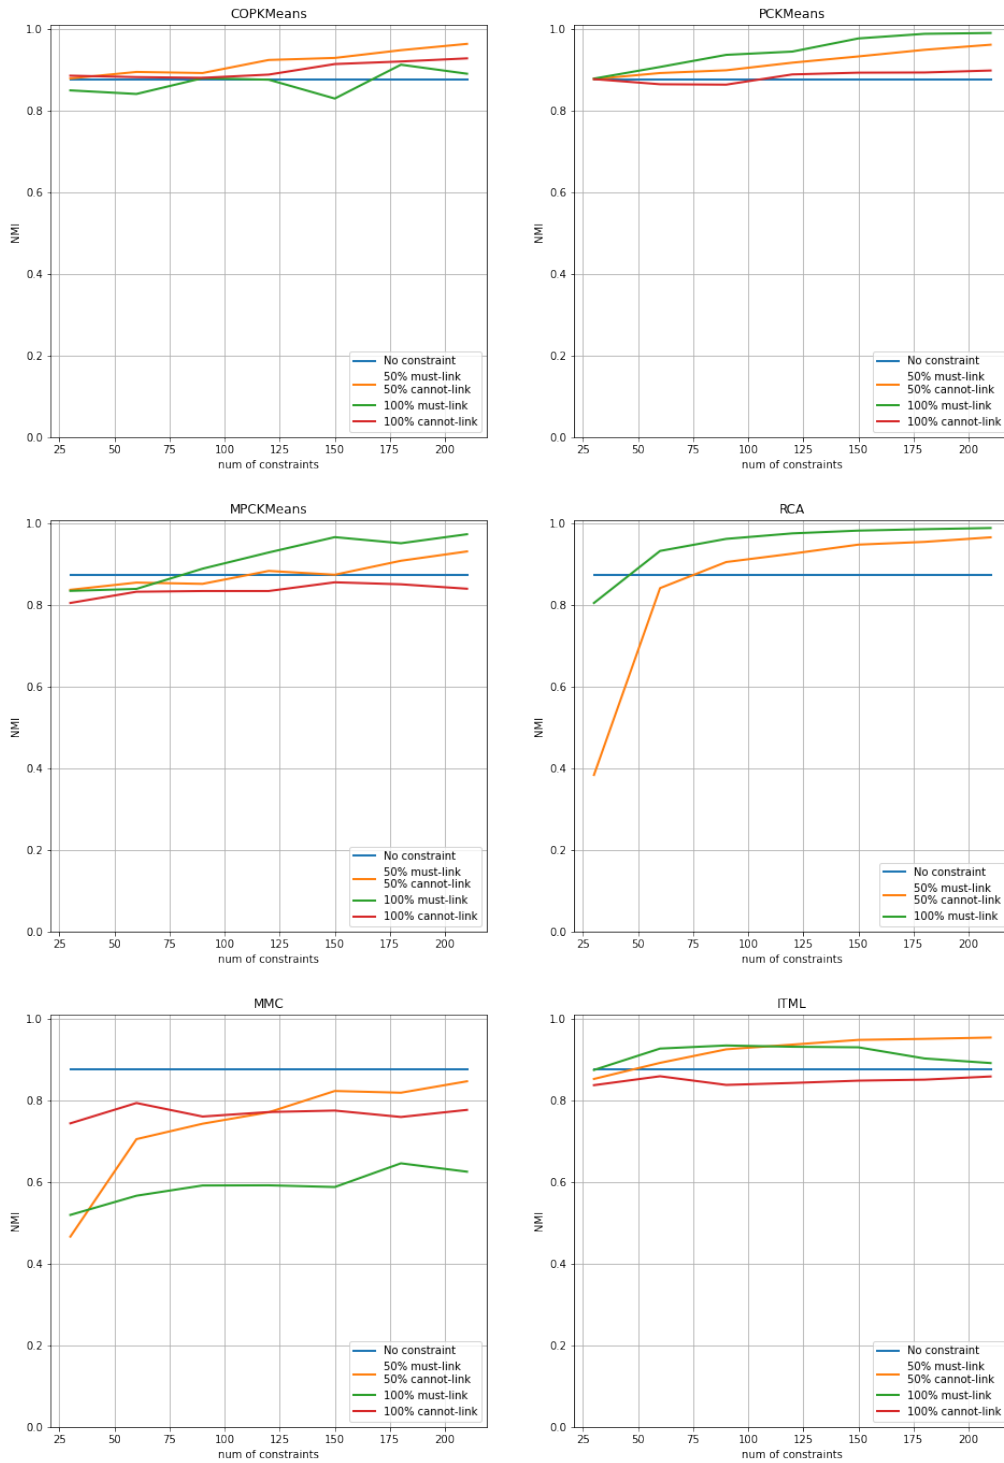 COPKMeans
1.0
0.8
0.6
0.4
0.2
0.0
NMI
No constraint
50% must-link
50% cannot-link
100% must-link
100% cannot-link
25 50 75 100 125 150 175 200
num of constraints
PCKMeans
1.0
0.8
0.6
0.4
0.2
0.0
NMI
No constraint
50% must-link
50% cannot-link
100% must-link
100% cannot-link
25 50 75 100 125 150 175 200
num of constraints
MPCKMeans
1.0
0.8
0.6
0.4
0.2
0.0
NMI
No constraint
50% must-link
50% cannot-link
100% must-link
100% cannot-link
25 50 75 100 125 150 175 200
num of constraints
RCA
1.0
0.8
0.6
0.4
0.2
0.0
NMI
No constraint
50% must-link
50% cannot-link
100% must-link
25 50 75 100 125 150 175 200
num of constraints
MMC
1.0
0.8
0.6
0.4
0.2
0.0
NMI
No constraint
50% must-link
50% cannot-link
100% must-link
100% cannot-link
25 50 75 100 125 150 175 200
num of constraints
ITML
1.0
0.8
0.6
0.4
0.2
0.0
NMI
No constraint
50% must-link
50% cannot-link
100% must-link
100% cannot-link
25 50 75 100 125 150 175 200
num of constraints